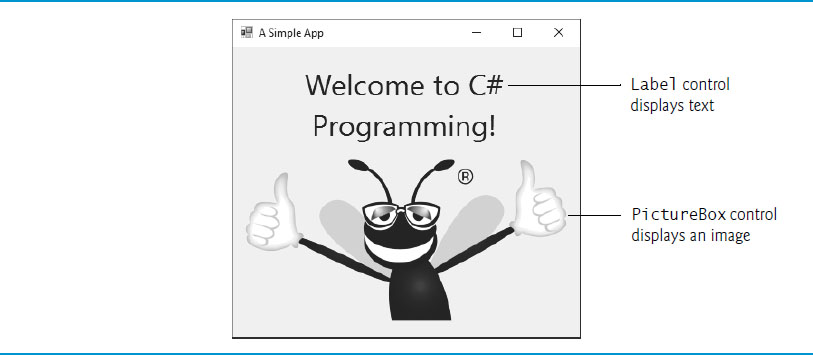 A Simple App
Welcome to C#
Programming!
®
Label control
displays text
PictureBox control
displays an image